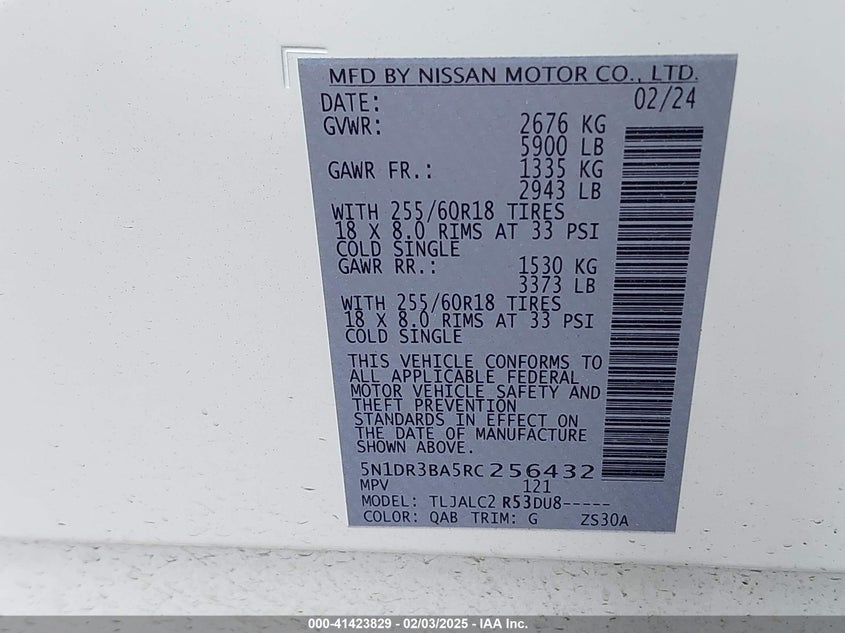 MFD BY NISSAN MOTOR CO., LTD.
DATE: 02/24
GVWR: 2676 KG
5900 LB
GAWR FR.: 1335 KG
2943 LB
WITH 255/60R18 TIRES
18 X 8.0 RIMS AT 33 PSI
COLD SINGLE
GAWR RR.: 1530 KG
3373 LB
WITH 255/60R18 TIRES
18 X 8.0 RIMS AT 33 PSI
COLD SINGLE
THIS VEHICLE CONFORMS TO
ALL APPLICABLE FEDERAL
MOTOR VEHICLE SAFETY AND
THEFT PREVENTION
STANDARDS IN EFFECT ON
THE DATE OF MANUFACTURE
SHOWN ABOVE.
5N1DR3BA5RC256432
MPV 121
MODEL: TLJALC2 R53DU8-----
COLOR: QAB TRIM: G ZS30A
000-41423829 - 02/03/2025 - IAA Inc.